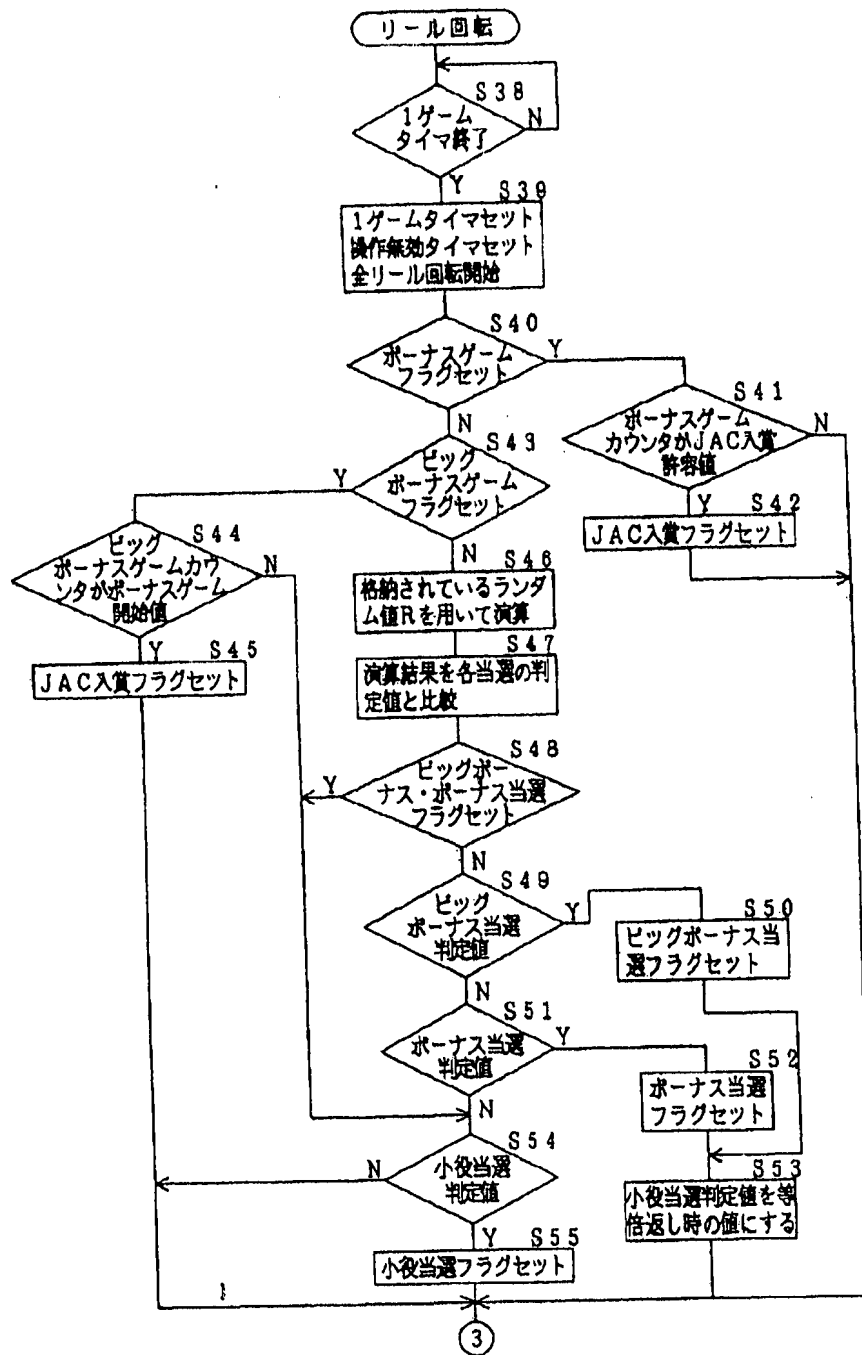 リール回転
S38
1ゲーム
タイマ終了
N
Y
S39
1ゲームタイマセット
操作無効タイマセット
全リール回転開始
S40
ボーナスゲーム
フラグセット
Y
N
S41
ボーナスゲーム
カウンタがJAC入賞
許容値
N
Y
S42
JAC入賞フラグセット
S43
ビッグ
ボーナスゲーム
フラグセット
Y
N
S44
ビッグ
ボーナスゲームカウ
ンタがボーナスゲーム
開始値
N
Y
S45
JAC入賞フラグセット
S46
格納されているランダ
ム値Rを用いて演算
S47
演算結果を各当選の判
定値と比較
S48
ビッグボー
ナス・ボーナス当選
フラグセット
Y
N
S49
ビッグ
ボーナス当選
判定値
Y
N
S50
ビッグボーナス当
選フラグセット
S51
ボーナス当選
判定値
Y
N
S52
ボーナス当選
フラグセット
S53
小役当選判定値を等
倍返し時の値にする
S54
小役当選
判定値
N
Y
S55
小役当選フラグセット
3